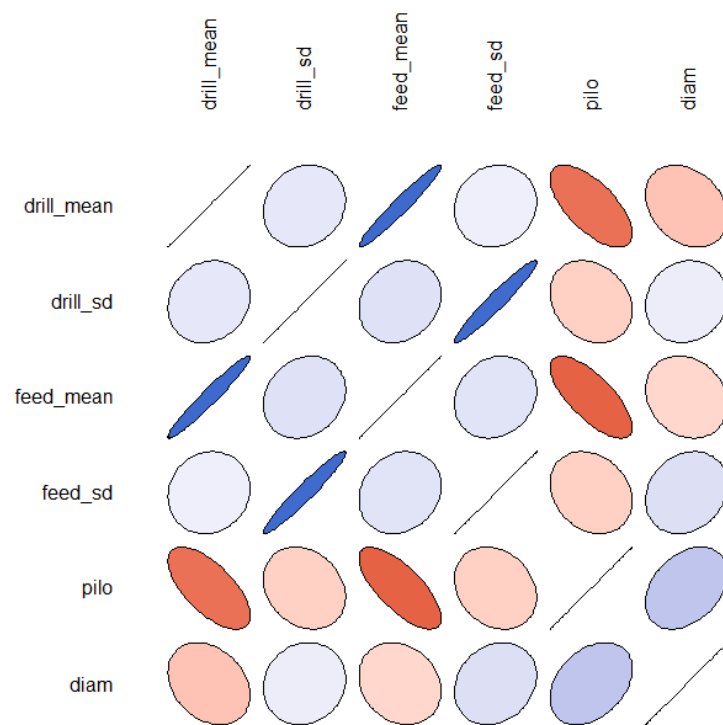 drill_mean
drill_sd
feed_mean
feed_sd
pilo
diam
drill_mean
drill_sd
feed_mean
feed_sd
pilo
diam